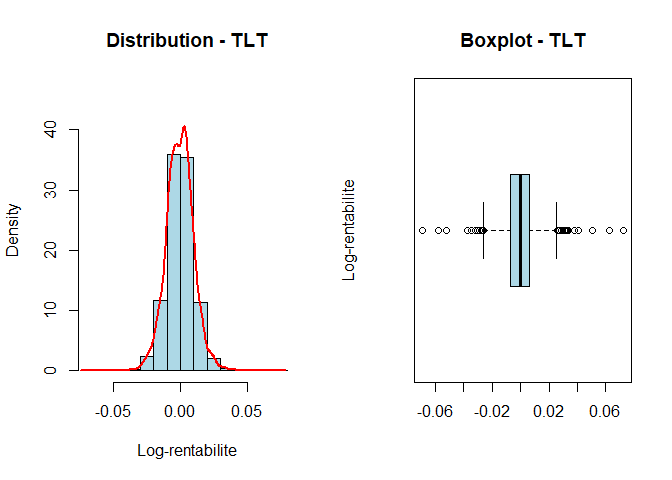 Distribution - TLT
Density
0
10
20
30
40
-0.05
0.00
0.05
Log-rentabilite
Boxplot - TLT
Log-rentabilite
-0.06
-0.02
0.02
0.06